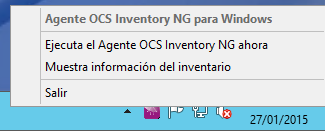 Agente OCS Inventory NG para Windows
Ejecuta el Agente OCS Inventory NG ahora
Muestra información del inventario
Salir
27/01/2015